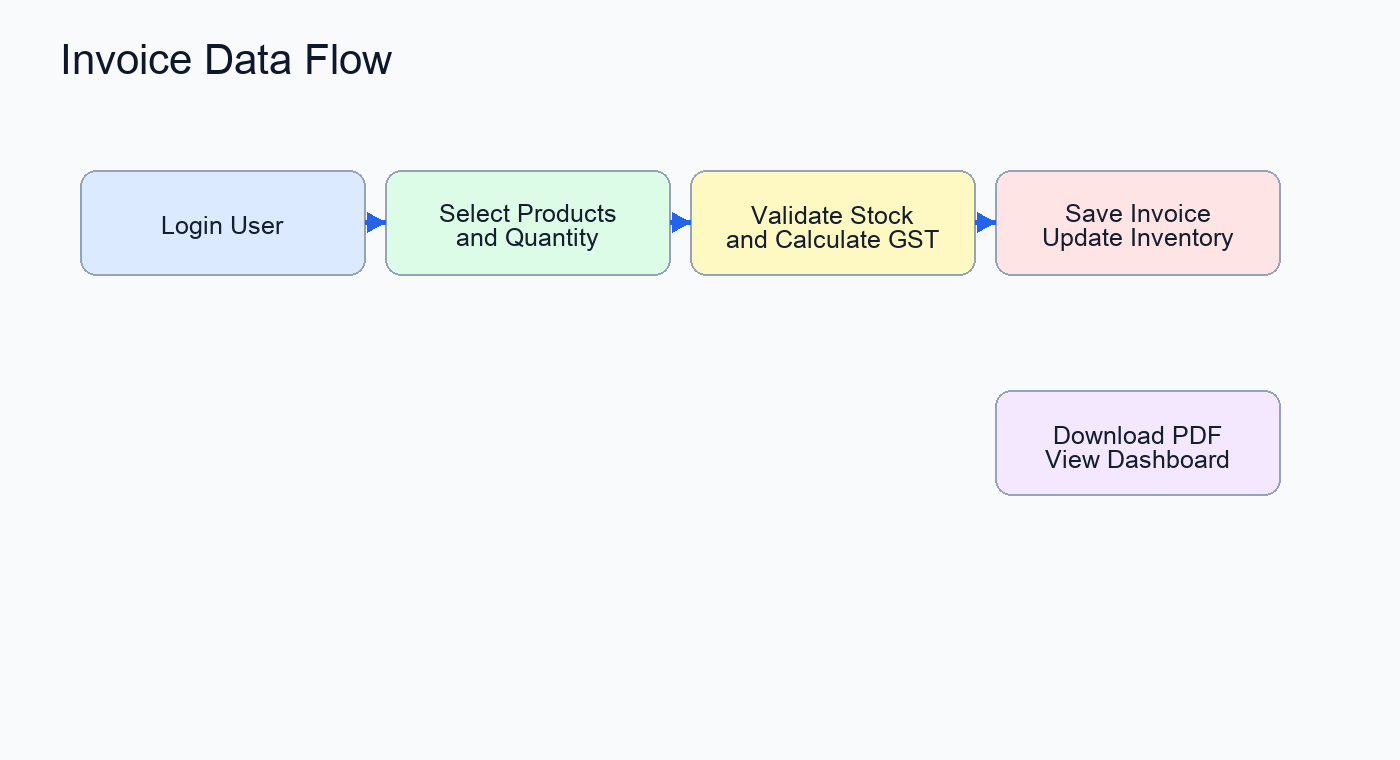 Invoice Data Flow
Login User
Select Products
and Quantity
Validate Stock
and Calculate GST
Save Invoice
Update Inventory
Download PDF
View Dashboard